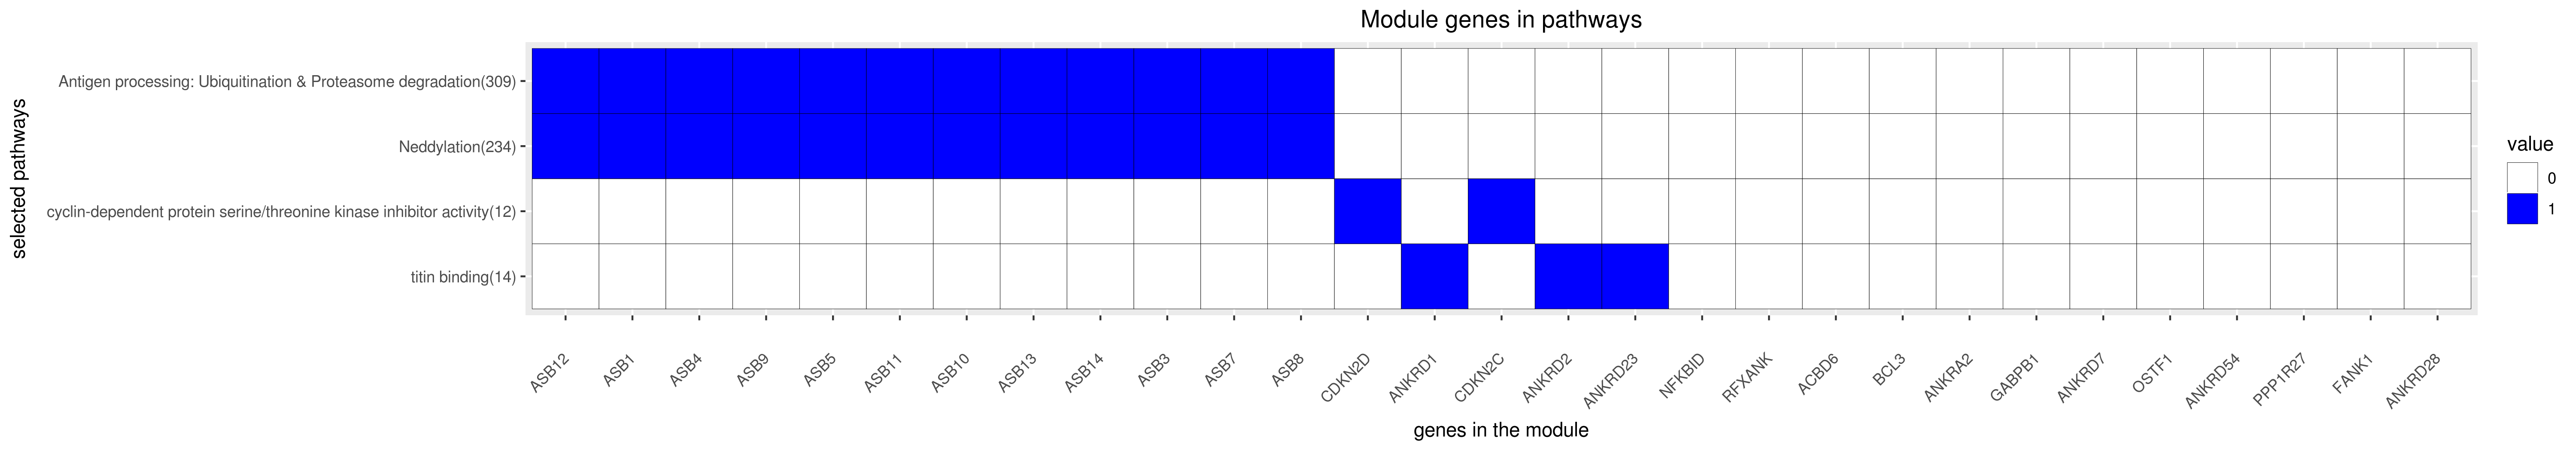 Module genes in pathways
selected pathways
Antigen processing: Ubiquitination & Proteasome degradation(309)
Neddylation(234)
cyclin-dependent protein serine/threonine kinase inhibitor activity(12)
titin binding(14)
value
0
1
ASB12
ASB1
ASB4
ASB9
ASB5
ASB11
ASB10
ASB13
ASB14
ASB3
ASB7
ASB8
CDKN2D
ANKRD1
CDKN2C
ANKRD2
ANKRD23
NFKBID
RFXANK
ACBD6
BCL3
ANKRA2
GABPB1
ANKRD7
OSTF1
ANKRD54
PPP1R27
FANK1
ANKRD28
genes in the module